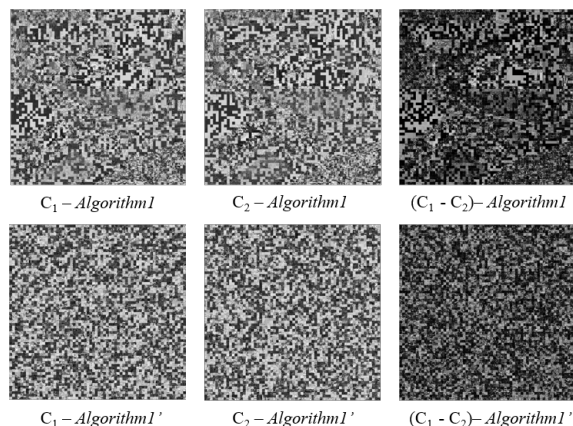 C₁ – Algorithm1 C₂ – Algorithm1 (C₁ - C₂)– Algorithm1
C₁ – Algorithm1’ C₂ – Algorithm1’ (C₁ - C₂)– Algorithm1’